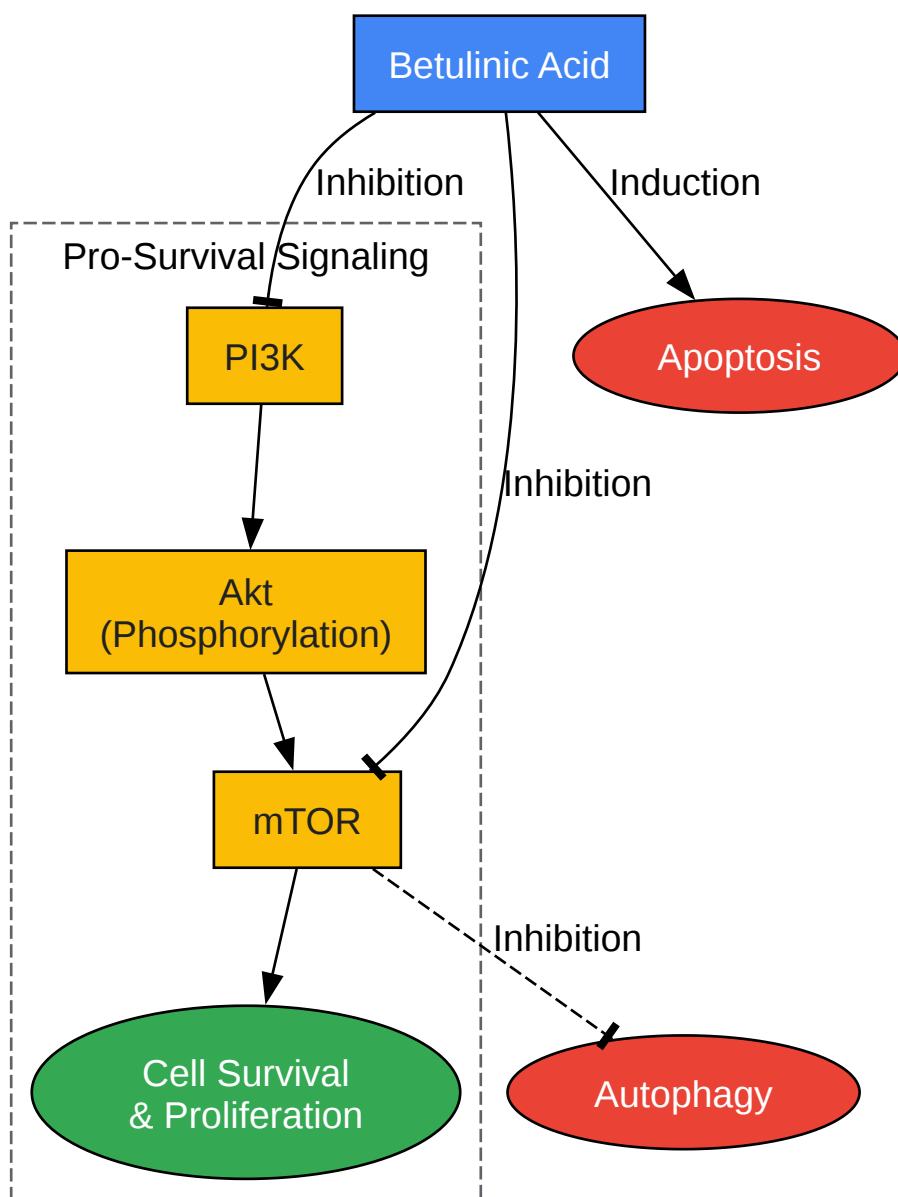 Betulinic Acid
Inhibition
Induction
Pro-Survival Signaling
PI3K
Apoptosis
Inhibition
Akt
(Phosphorylation)
mTOR
Inhibition
Cell Survival
& Proliferation
Autophagy